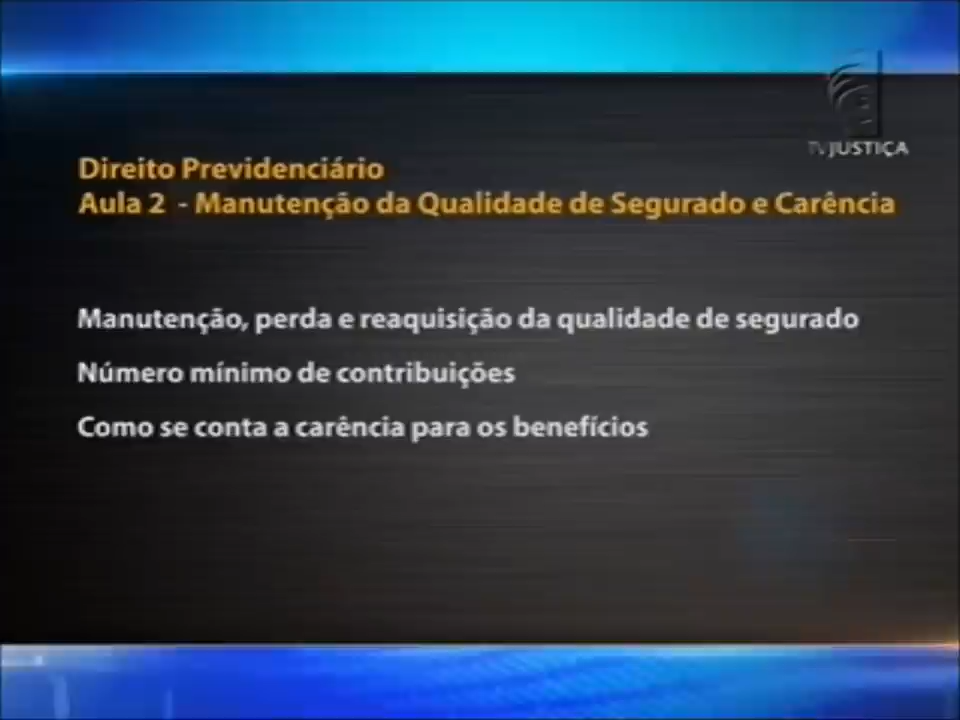 TV JUSTIÇA
Direito Previdenciário
Aula 2 - Manutenção da Qualidade de Segurado e Carência
Manutenção, perda e reaquisição da qualidade de segurado
Número mínimo de contribuições
Como se conta a carência para os benefícios